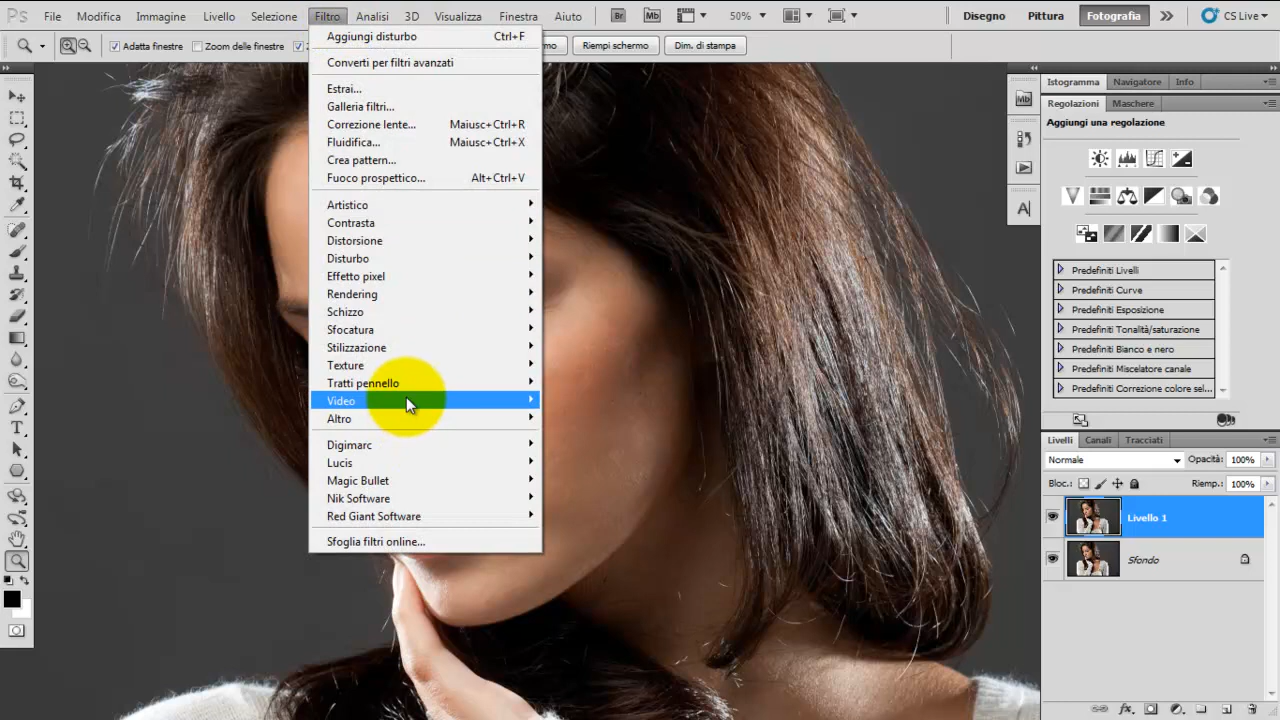 Ps File Modifica Immagine Livello Selezione Filtro Analisi 3D Visualizza Finestra Aiuto Br Mb 50% Disegno Pittura Fotografia CS Live
Adatta finestre Zoom delle finestre Riempi schermo Dim. di stampa
Aggiungi disturbo Ctrl+F
Converti per filtri avanzati
Estrai...
Galleria filtri...
Correzione lente... Maiusc+Ctrl+R
Fluidifica... Maiusc+Ctrl+X
Crea pattern...
Fuoco prospettico... Alt+Ctrl+V
Artistico
Contrasta
Distorsione
Disturbo
Effetto pixel
Rendering
Schizzo
Sfocatura
Stilizzazione
Texture
Tratti pennello
Video
Altro
Digimarc
Lucis
Magic Bullet
Nik Software
Red Giant Software
Sfoglia filtri online...
Istogramma Navigatore Info
Mb
Regolazioni Maschere
Aggiungi una regolazione
Predefiniti Livelli
Predefiniti Curve
Predefiniti Esposizione
Predefiniti Tonalità/saturazione
Predefiniti Bianco e nero
Predefiniti Miscelatore canale
Predefiniti Correzione colore sel...
Livelli Canali Tracciati
Normale Opacità: 100%
Bloc.: Riemp.: 100%
Livello 1
Sfondo